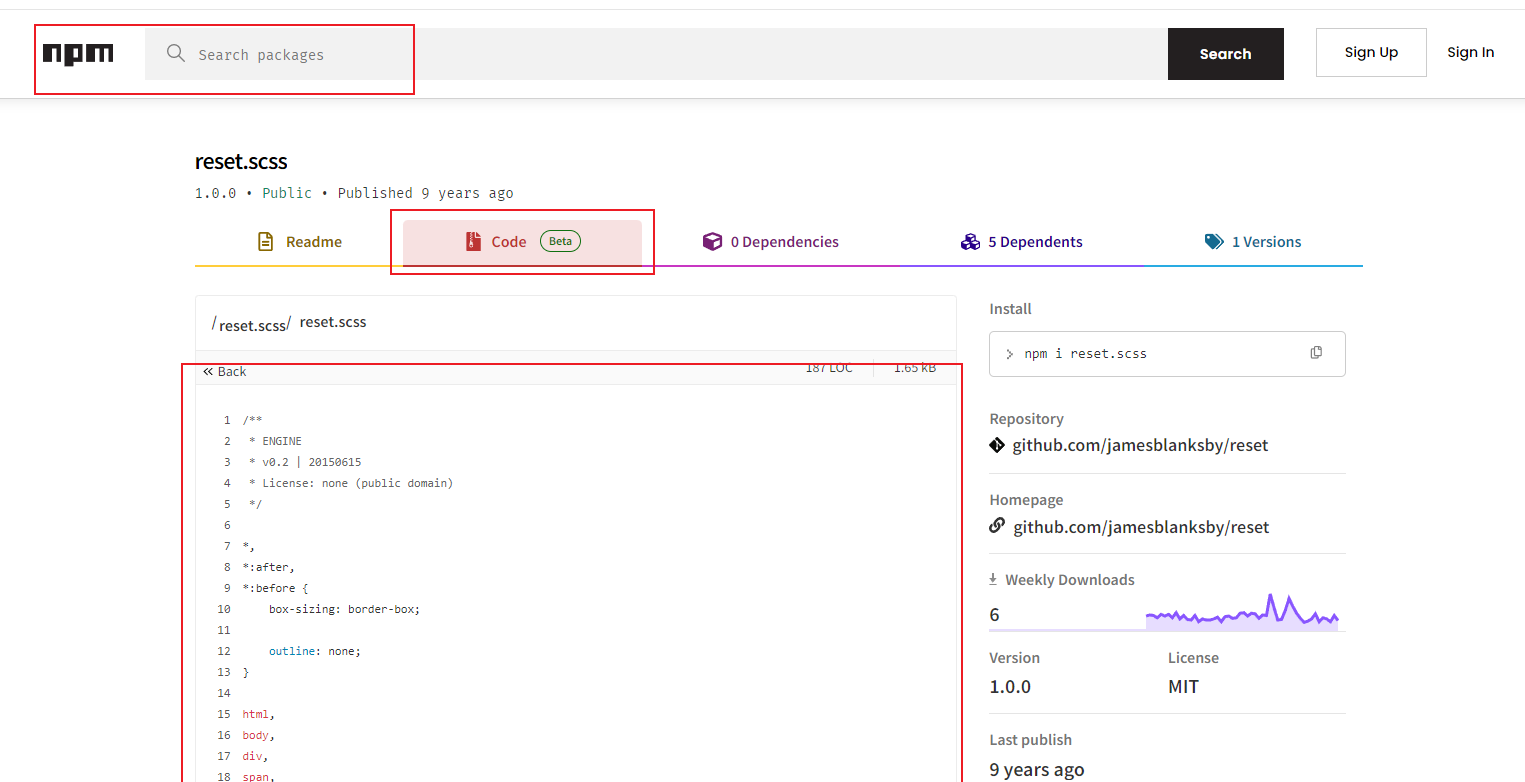 npm
Search packages
Search
Sign Up
Sign In
reset.scss
1.0.0 • Public • Published 9 years ago
Readme
Code Beta
0 Dependencies
5 Dependents
1 Versions
/reset.scss/ reset.scss
« Back
187 LOC
1.65 kB
1 /**
2 * ENGINE
3 * v0.2 | 20150615
4 * License: none (public domain)
5 */
6
7 *,
8 *:after,
9 *:before {
10 box-sizing: border-box;
11
12 outline: none;
13 }
14
15 html,
16 body,
17 div,
18 span,
Install
> npm i reset.scss
Repository
github.com/jamesblanksby/reset
Homepage
github.com/jamesblanksby/reset
Weekly Downloads
6
Version
License
1.0.0
MIT
Last publish
9 years ago